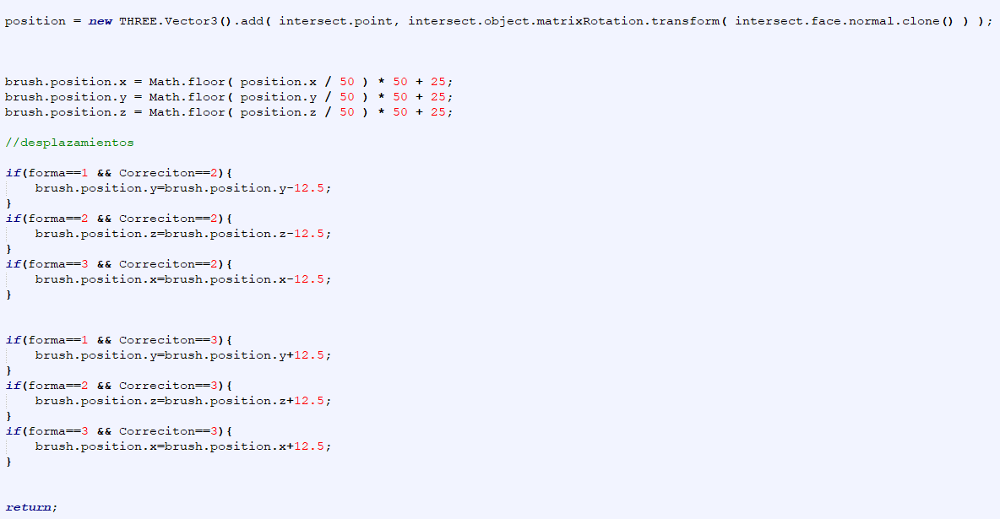 position = new THREE.Vector3().add( intersect.point, intersect.object.matrixRotation.transform( intersect.face.normal.clone() ) );
brush.position.x = Math.floor( position.x / 50 ) * 50 + 25;
brush.position.y = Math.floor( position.y / 50 ) * 50 + 25;
brush.position.z = Math.floor( position.z / 50 ) * 50 + 25;
//desplazamientos
if(forma==1 && Correciton==2){
    brush.position.y=brush.position.y-12.5;
}
if(forma==2 && Correciton==2){
    brush.position.z=brush.position.z-12.5;
}
if(forma==3 && Correciton==2){
    brush.position.x=brush.position.x-12.5;
}
if(forma==1 && Correciton==3){
    brush.position.y=brush.position.y+12.5;
}
if(forma==2 && Correciton==3){
    brush.position.z=brush.position.z+12.5;
}
if(forma==3 && Correciton==3){
    brush.position.x=brush.position.x+12.5;
}
return;